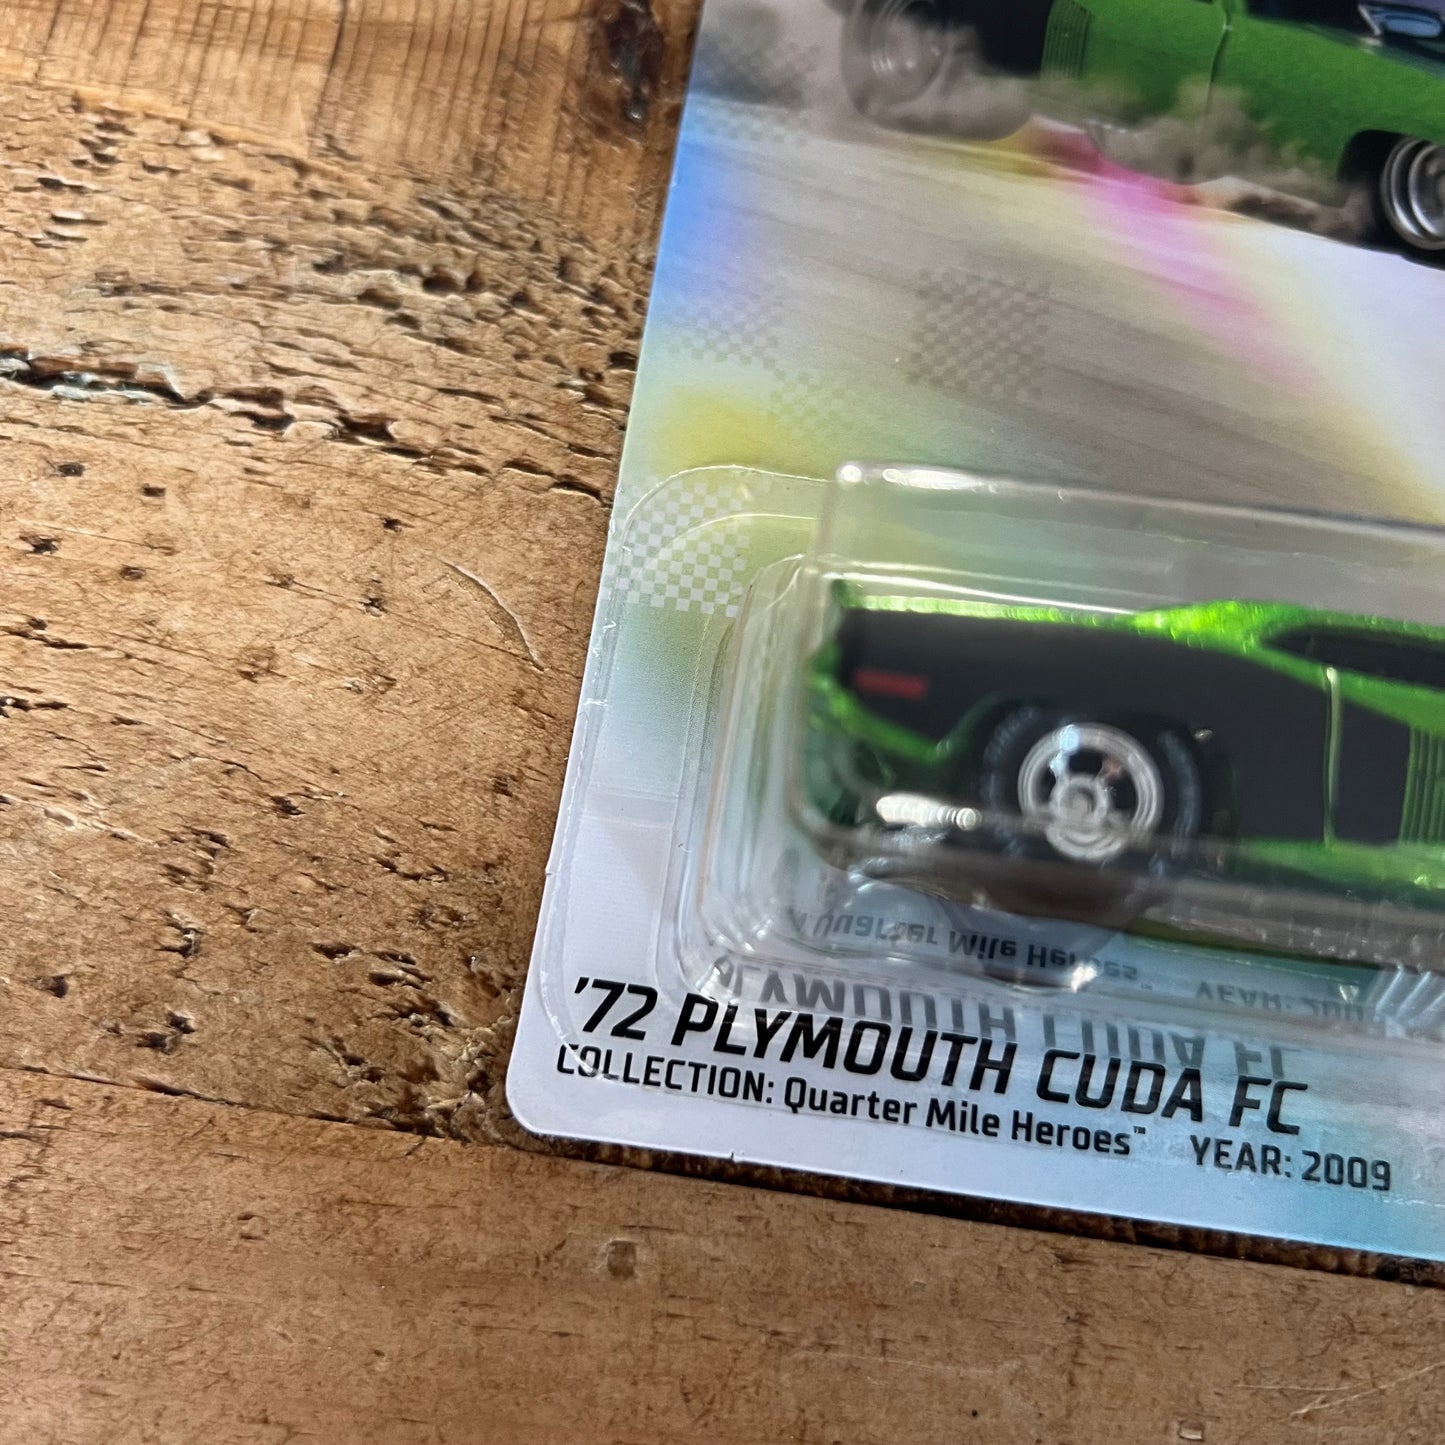 '72 PLYMOUTH CUDA FC
COLLECTION: Quarter Mile Heroes™ YEAR: 2009